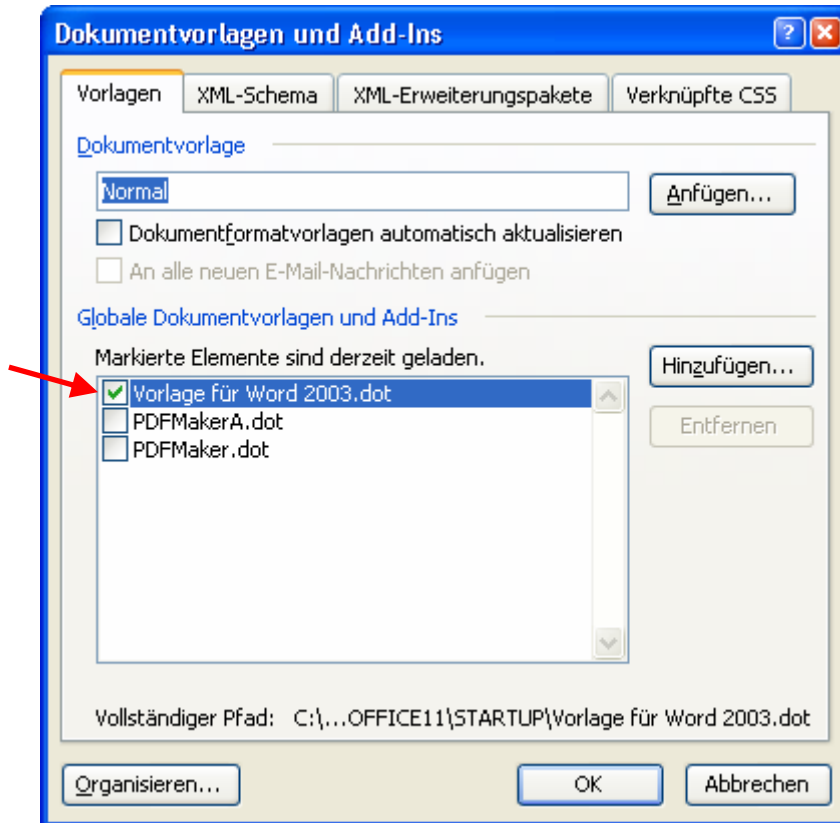 Dokumentvorlagen und Add-Ins
Vorlagen XML-Schema XML-Erweiterungspakete Verknüpfte CSS
Dokumentvorlage
Normal Anfügen...
Dokumentformatvorlagen automatisch aktualisieren
An alle neuen E-Mail-Nachrichten anfügen
Globale Dokumentvorlagen und Add-Ins
Markierte Elemente sind derzeit geladen. Hinzufügen...
Vorlage für Word 2003.dot
PDFMakerA.dot Entfernen
PDFMaker.dot
Vollständiger Pfad: C:\...OFFICE11\STARTUP\Vorlage für Word 2003.dot
Organisieren... OK Abbrechen